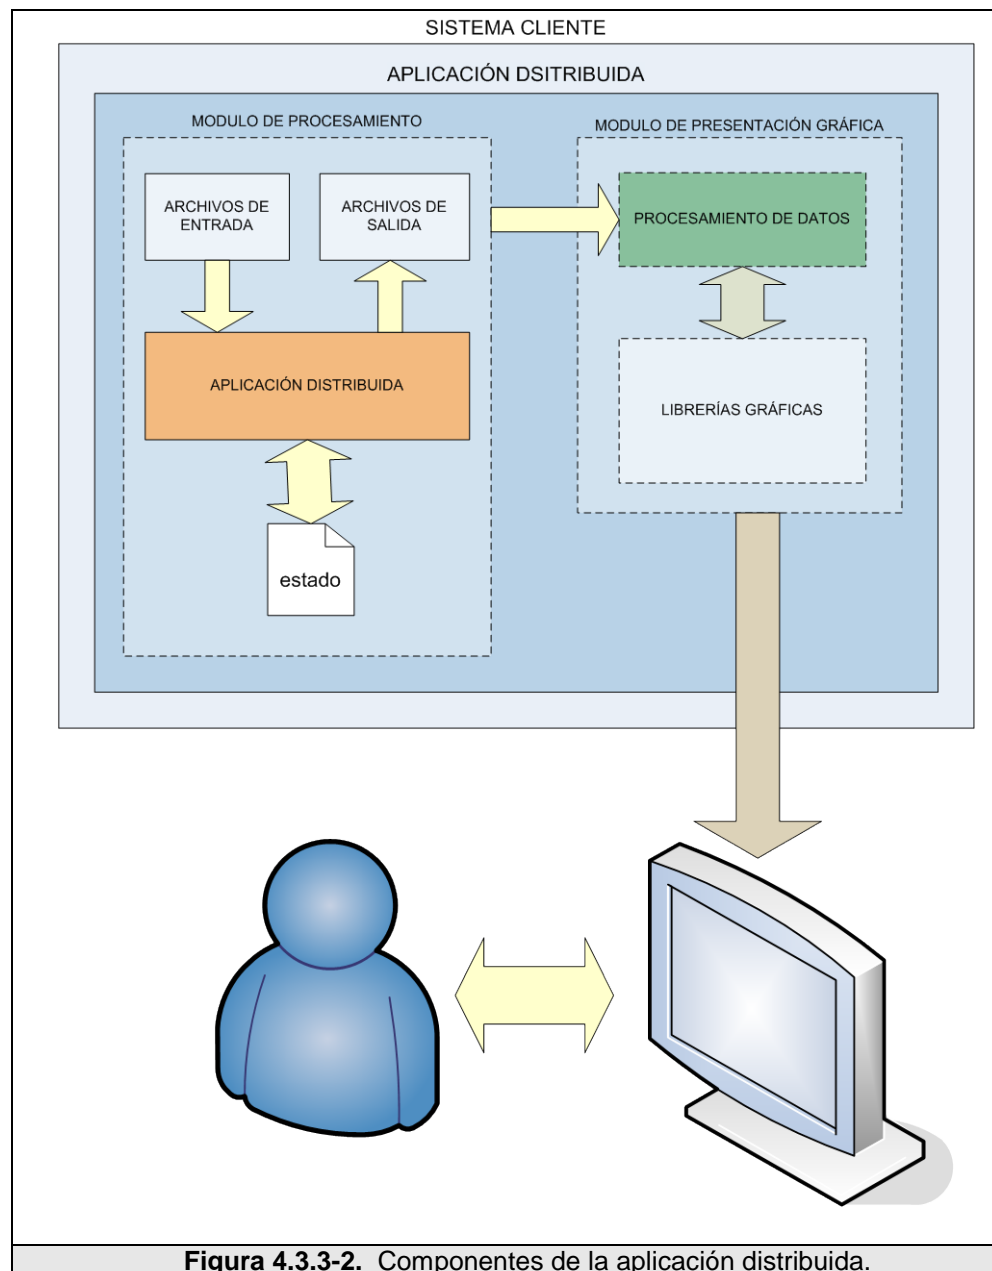 SISTEMA CLIENTE
APLICACIÓN DSITRIBUIDA
MODULO DE PROCESAMIENTO
MODULO DE PRESENTACIÓN GRÁFICA
ARCHIVOS DE
ENTRADA
ARCHIVOS DE
SALIDA
PROCESAMIENTO DE DATOS
APLICACIÓN DISTRIBUIDA
LIBRERÍAS GRÁFICAS
estado
Figura 4.3.3-2. Componentes de la aplicación distribuida.